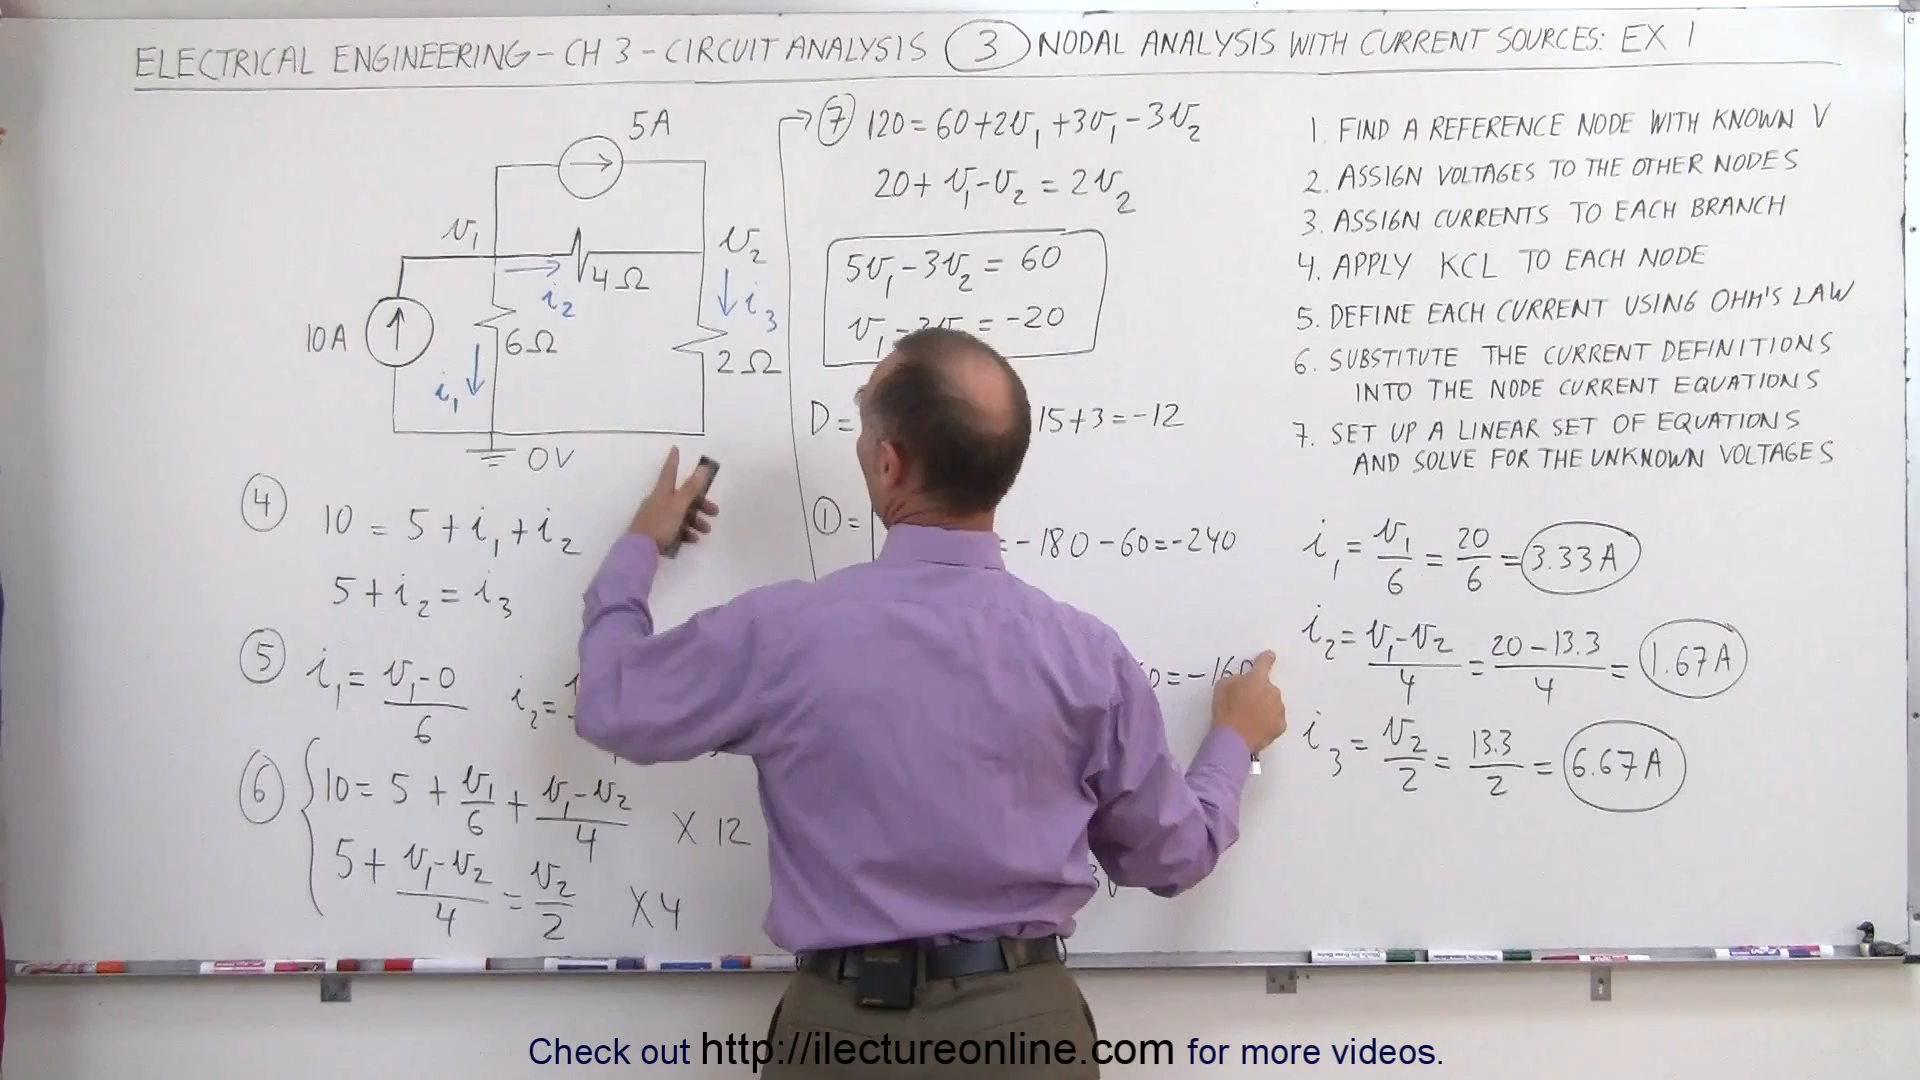 ELECTRICAL ENGINEERING - CH 3 - CIRCUIT ANALYSIS (3) NODAL ANALYSIS WITH CURRENT SOURCES: EX 1
5A
v₁
v₂
i₂
4Ω
i₃
10A
6Ω
2Ω
i₁
0V
④ 10 = 5 + i₁ + i₂
5 + i₂ = i₃
⑤ i₁ = (v₁-0)/6 i₂ =
⑥ 10 = 5 + v₁/6 + (v₁-v₂)/4 X 12
5 + (v₁-v₂)/4 = v₂/2 X 4
→ ⑦ 120 = 60 + 2v₁ + 3v₁ - 3v₂
20 + v₁ - v₂ = 2v₂
5v₁ - 3v₂ = 60
v₁ - 3v = -20
D = 15 + 3 = -12
① = = -180 - 60 = -240
0 = -160
1. FIND A REFERENCE NODE WITH KNOWN V
2. ASSIGN VOLTAGES TO THE OTHER NODES
3. ASSIGN CURRENTS TO EACH BRANCH
4. APPLY KCL TO EACH NODE
5. DEFINE EACH CURRENT USING OHH'S LAW
6. SUBSTITUTE THE CURRENT DEFINITIONS
INTO THE NODE CURRENT EQUATIONS
7. SET UP A LINEAR SET OF EQUATIONS
AND SOLVE FOR THE UNKNOWN VOLTAGES
i₁ = v₁/6 = 20/6 = 3.33A
i₂ = (v₁-v₂)/4 = (20-13.3)/4 = 1.67A
i₃ = v₂/2 = 13.3/2 = 6.67A
Check out http://ilectureonline.com for more videos.